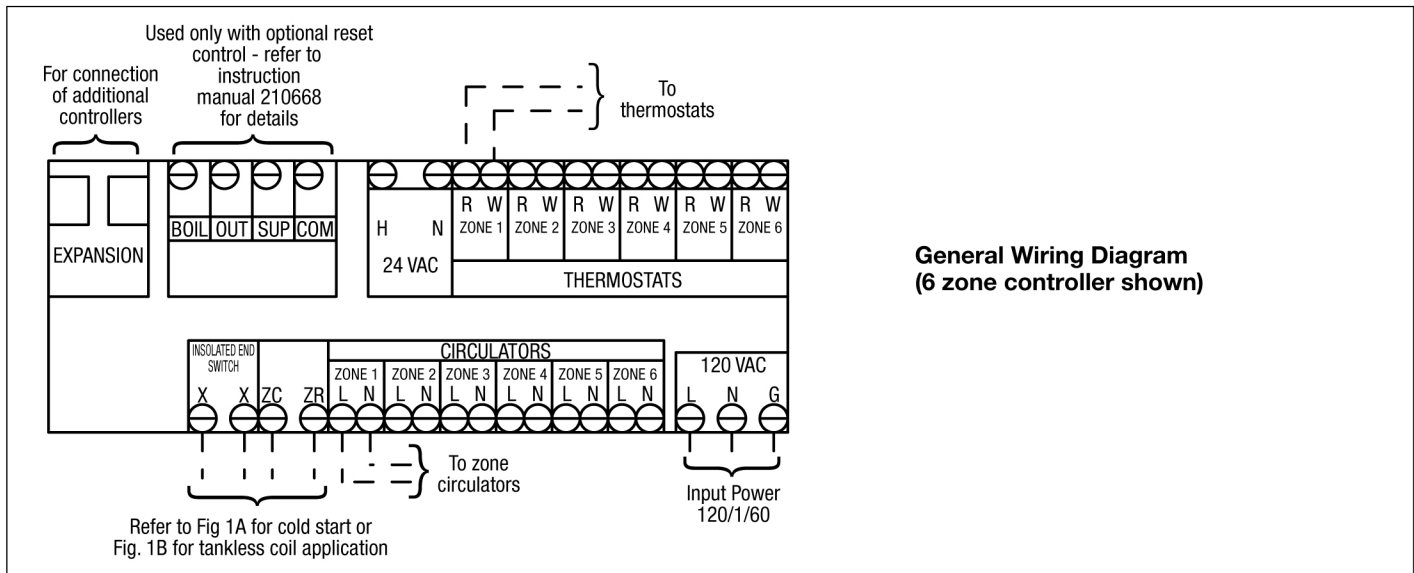 Used only with optional reset
control - refer to
instruction
manual 210668
for details
For connection
of additional
controllers
To
thermostats
BOIL OUT SUP COM
EXPANSION
H N
24 VAC
R W R W R W R W R W R W
ZONE 1 ZONE 2 ZONE 3 ZONE 4 ZONE 5 ZONE 6
THERMOSTATS
General Wiring Diagram
(6 zone controller shown)
INSOLATED END
SWITCH
X X ZC ZR
CIRCULATORS
ZONE 1 ZONE 2 ZONE 3 ZONE 4 ZONE 5 ZONE 6
L N L N L N L N L N L N
120 VAC
L N G
To zone
circulators
Input Power
120/1/60
Refer to Fig 1A for cold start or
Fig. 1B for tankless coil application